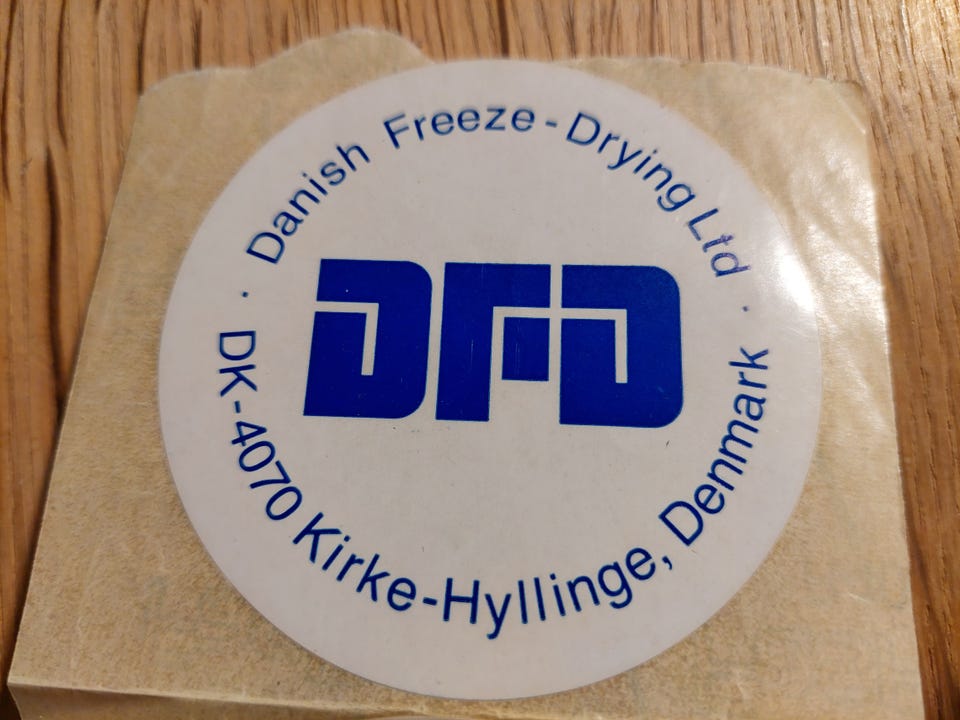 Danish Freeze-Drying Ltd
DFD
DK-4070 Kirke-Hyllinge, Denmark